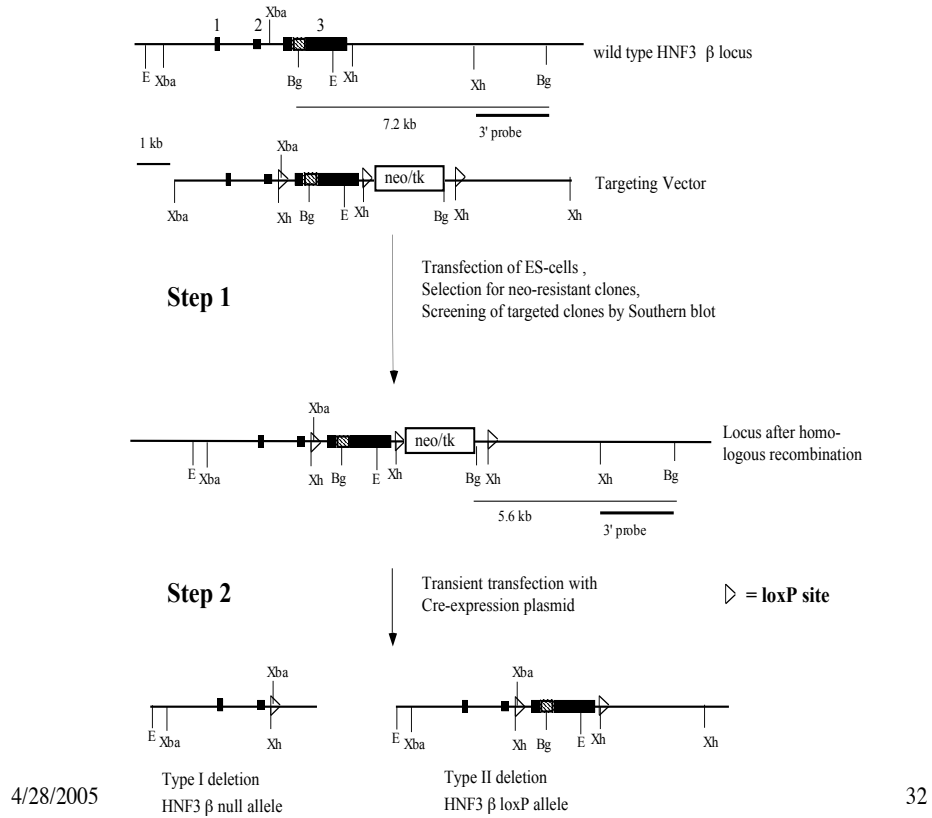 Xba
1 2 3
wild type HNF3 β locus
E Xba Bg E Xh Xh Bg
7.2 kb
3' probe
1 kb
Xba
neo/tk
Targeting Vector
Xba Xh Bg E Xh Bg Xh Xh
Step 1
Transfection of ES-cells ,
Selection for neo-resistant clones,
Screening of targeted clones by Southern blot
Xba
neo/tk
Locus after homo-
logous recombination
E Xba Xh Bg E Xh Bg Xh Xh Bg
5.6 kb
3' probe
Step 2
Transient transfection with
Cre-expression plasmid
= loxP site
Xba
Xba
E Xba Xh
E Xba Xh Bg E Xh Xh
Type I deletion
HNF3 β null allele
Type II deletion
HNF3 β loxP allele
4/28/2005
32